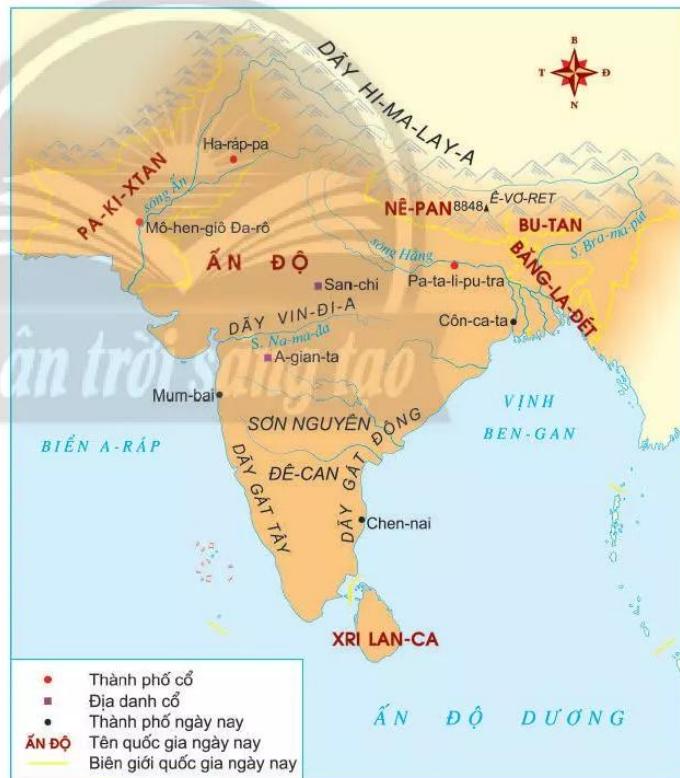 DÃY HI-MA-LAY-A
B
T
Đ
N
Ha-ráp-pa
PA-KI-XTAN
sông Ấn
Mô-hen-giô Đa-rô
NÊ-PAN
8848
Ê-VƠ-RET
BU-TAN
S. Bra-ma-pút
BĂNG-LA-ĐÉT
ẤN ĐỘ
sông Hằng
San-chi
Pa-ta-li-pu-tra
DÃY VIN-ĐI-A
S. Na-ma-đa
Côn-ca-ta
A-gian-ta
ân trời sáng tạo
Mum-bai
BIỂN A-RÁP
VỊNH
BEN-GAN
SƠN NGUYÊN
ĐÊ-CAN
DÃY GÁT ĐÔNG
DÃY GÁT TÂY
Chen-nai
XRI LAN-CA
ẤN ĐỘ DƯƠNG
Thành phố cổ
Địa danh cổ
Thành phố ngày nay
ẤN ĐỘ Tên quốc gia ngày nay
Biên giới quốc gia ngày nay